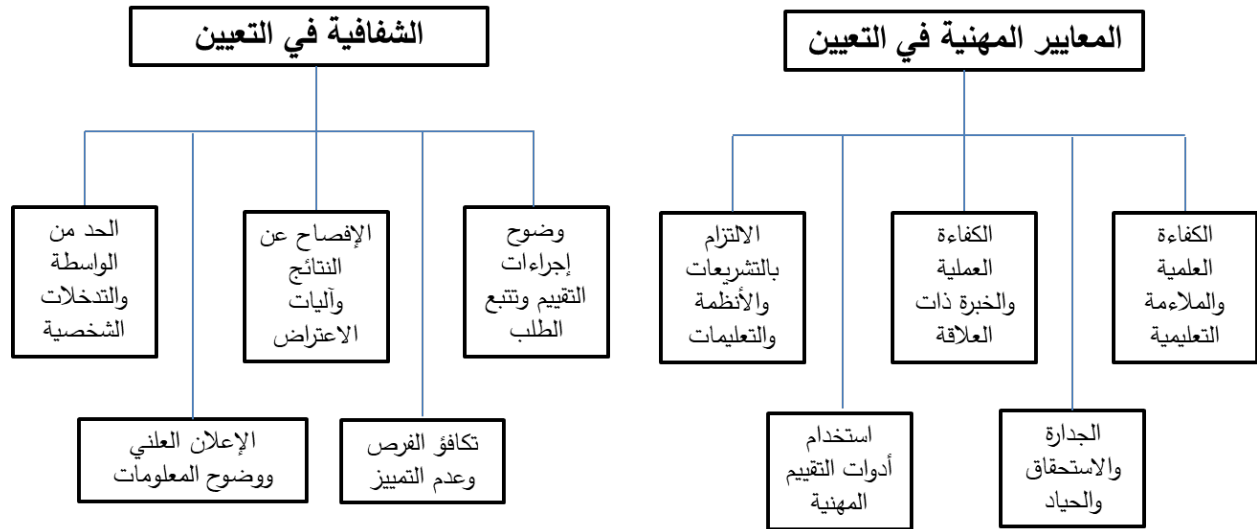 المعايير المهنية في التعيين
الكفاءة
العلمية
والملاءمة
التعليمية
الكفاءة
العملية
والخبرة ذات
العلاقة
الالتزام
بالتشريعات
والأنظمة
والتعليمات
الجدارة
والاستحقاق
والحياد
استخدام
أدوات التقييم
المهنية
الشفافية في التعيين
وضوح
إجراءات
التقييم وتتبع
الطلب
الإفصاح عن
النتائج
وآليات
الاعتراض
الحد من
الواسطة
والتدخلات
الشخصية
تكافؤ الفرص
وعدم التمييز
الإعلان العلني
ووضوح المعلومات